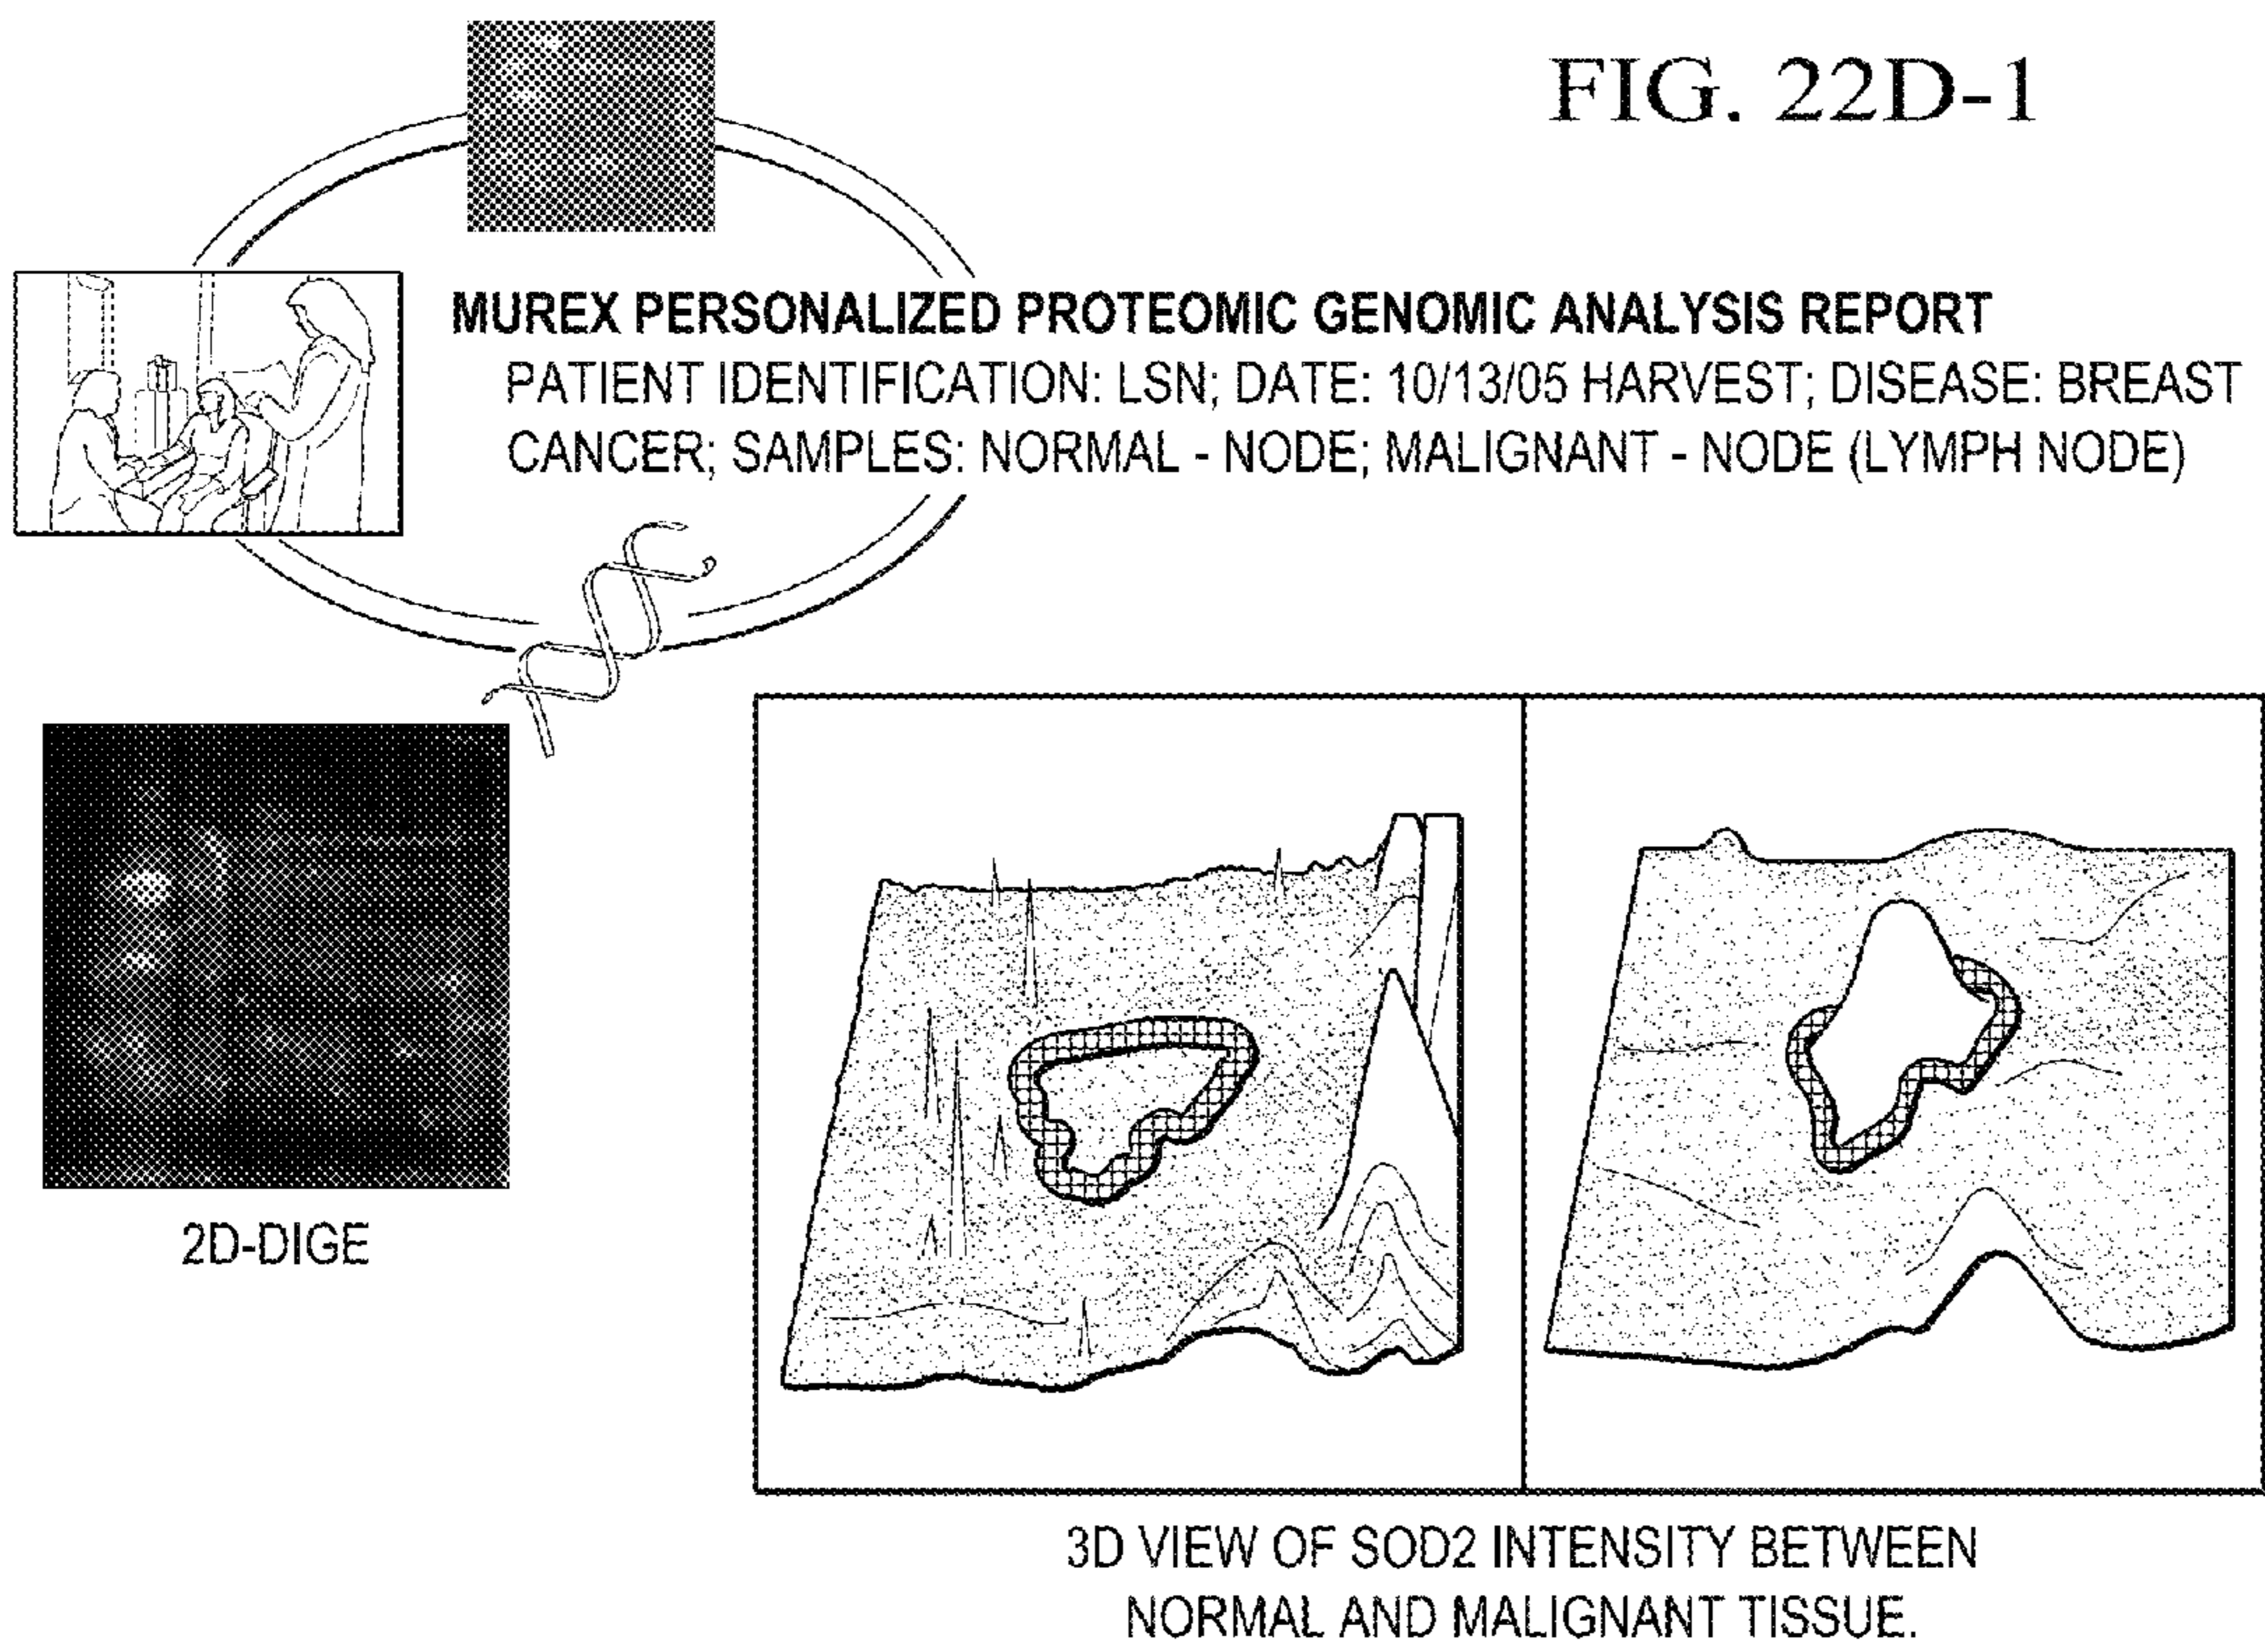 FIG. 22D-1
MUREX PERSONALIZED PROTEOMIC GENOMIC ANALYSIS REPORT
PATIENT IDENTIFICATION: LSN; DATE: 10/13/05 HARVEST; DISEASE: BREAST
CANCER; SAMPLES: NORMAL - NODE; MALIGNANT - NODE (LYMPH NODE)
2D-DIGE
3D VIEW OF SOD2 INTENSITY BETWEEN
NORMAL AND MALIGNANT TISSUE.